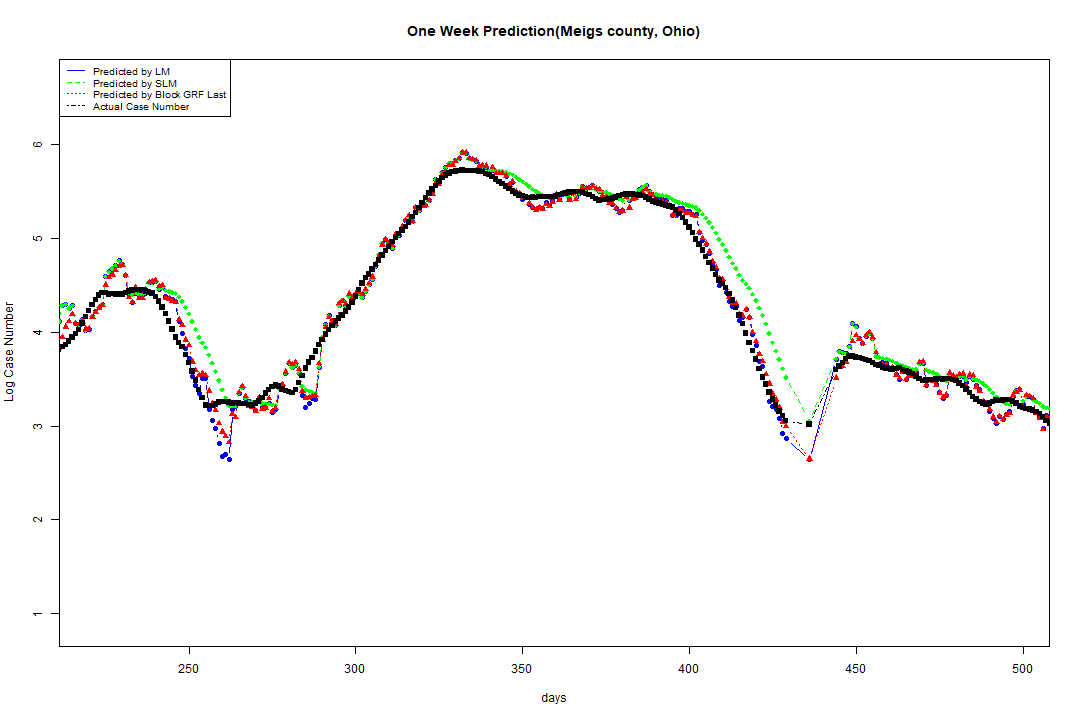 One Week Prediction(Meigs county, Ohio)
Predicted by LM
Predicted by SLM
Predicted by Block GRF Last
Actual Case Number
Log Case Number
6
5
4
3
2
1
250 300 350 400 450 500
days